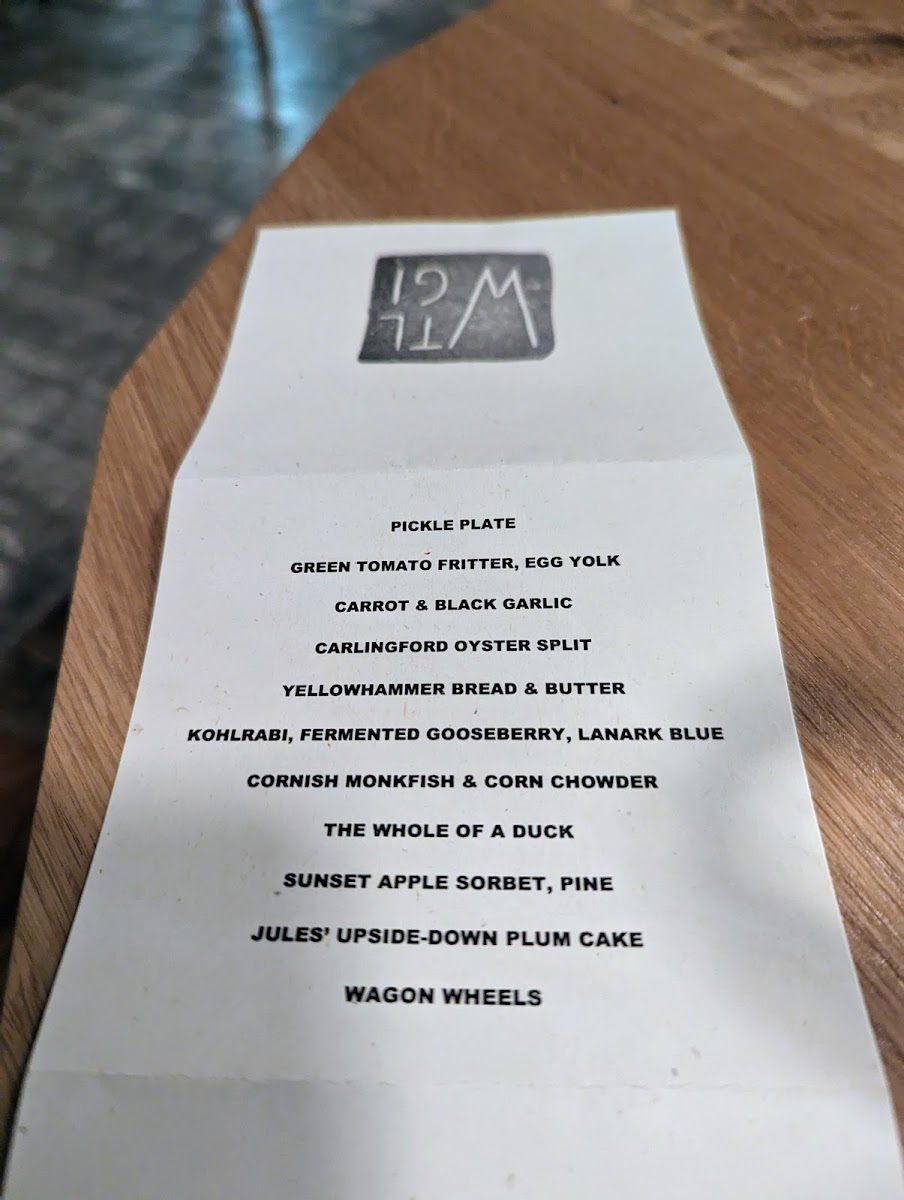 WTL
GI
PICKLE PLATE
GREEN TOMATO FRITTER, EGG YOLK
CARROT & BLACK GARLIC
CARLINGFORD OYSTER SPLIT
YELLOWHAMMER BREAD & BUTTER
KOHLRABI, FERMENTED GOOSEBERRY, LANARK BLUE
CORNISH MONKFISH & CORN CHOWDER
THE WHOLE OF A DUCK
SUNSET APPLE SORBET, PINE
JULES’ UPSIDE-DOWN PLUM CAKE
WAGON WHEELS